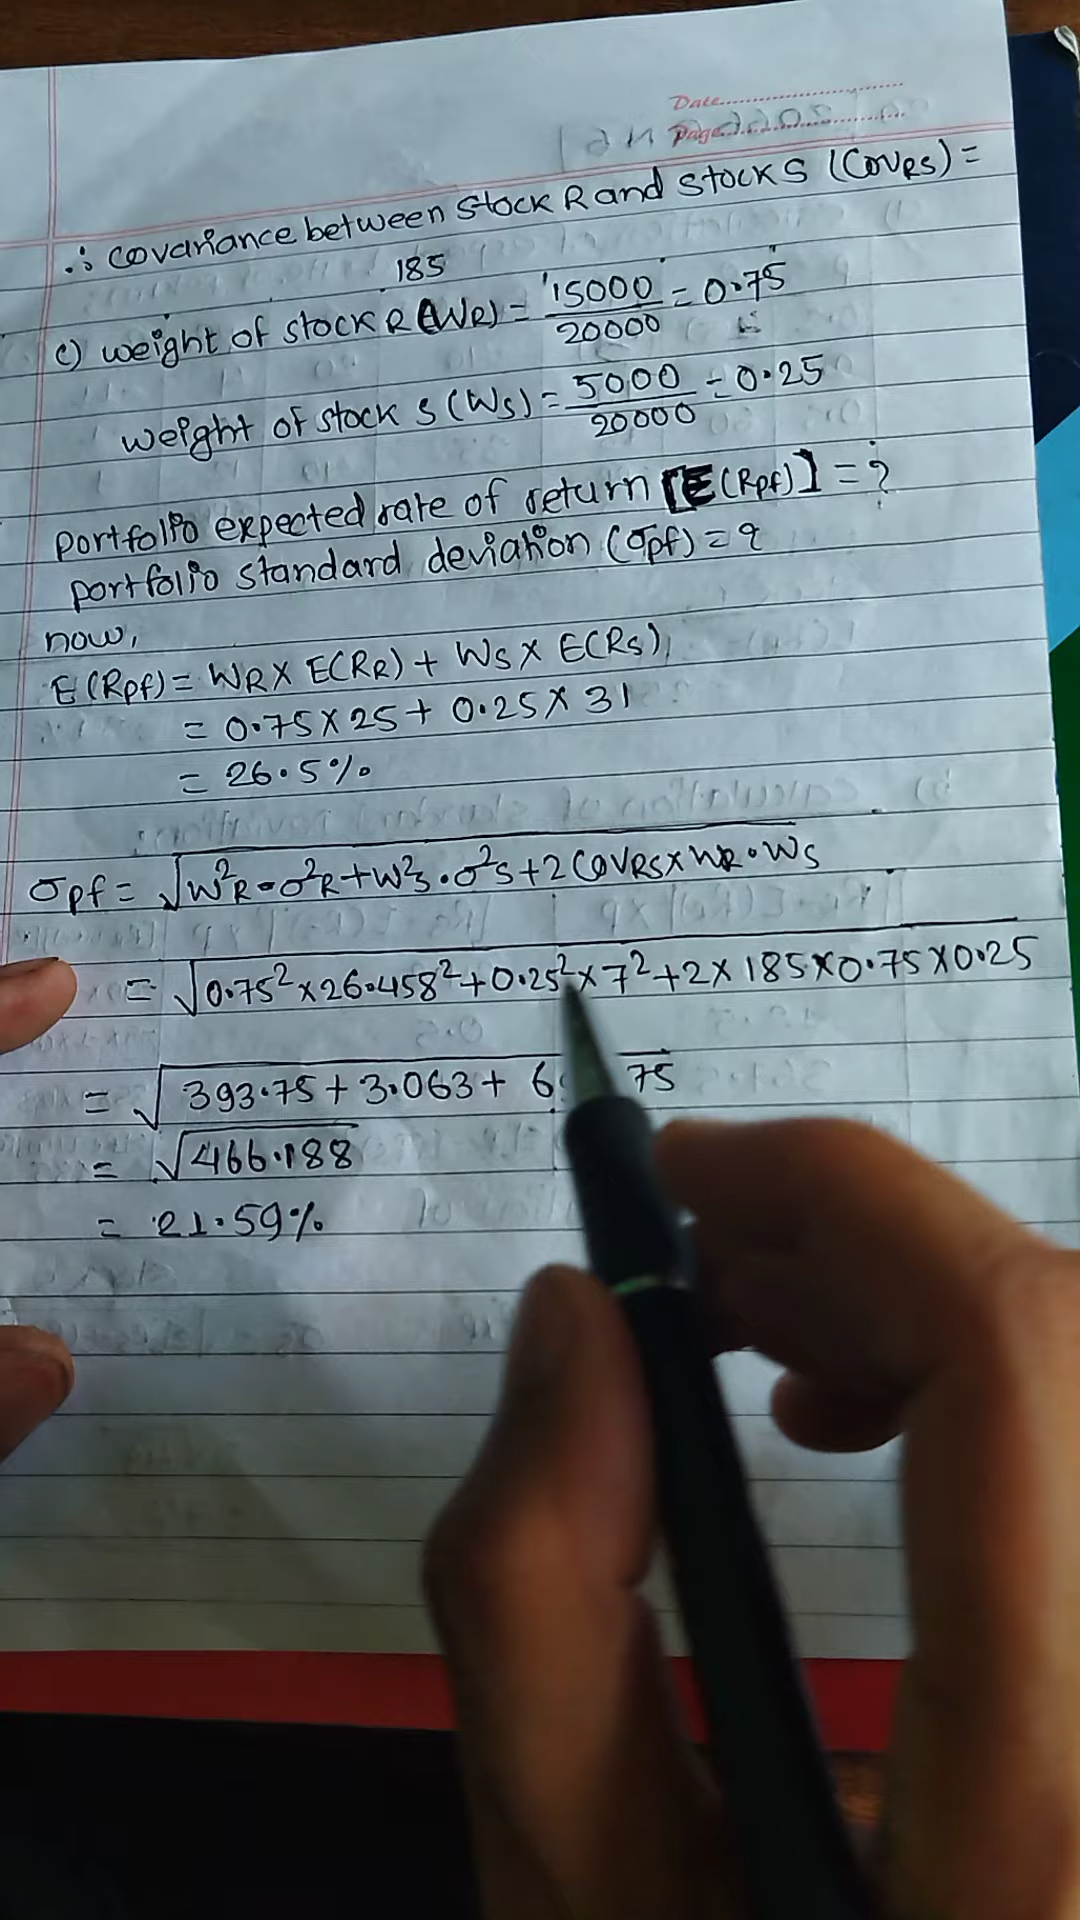 Date
Page
∴ covariance between stock R and stock S (CovRS) =
185
c) weight of stock R (WR) = 15000/20000 = 0.75
weight of stock S (WS) = 5000/20000 = 0.25
portfolio expected rate of return [E(Rpf)] = ?
portfolio standard deviation (σpf) = ?
now,
E(Rpf) = WR X E(RR) + WS X E(RS)
= 0.75 X 25 + 0.25 X 31
= 26.5%
σpf = √W²R . σ²R + W²S . σ²S + 2 COVRS x WR . WS
= √0.75² x 26.458² + 0.25² x 7² + 2 x 185 x 0.75 x 0.25
= √393.75 + 3.063 + 6 75
= √466.188
= 21.59%